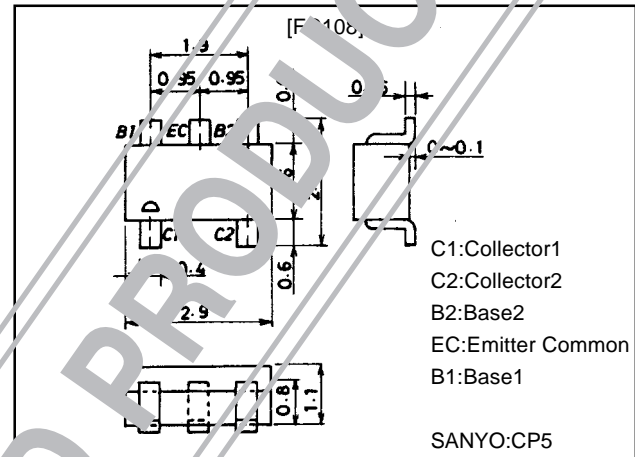 1.9
0.95 0.95
B1 EC B2
0~0.1
C1 C2
0.6
0.4
2.9
0.8
1.1
C1:Collector1
C2:Collector2
B2:Base2
EC:Emitter Common
B1:Base1
SANYO:CP5